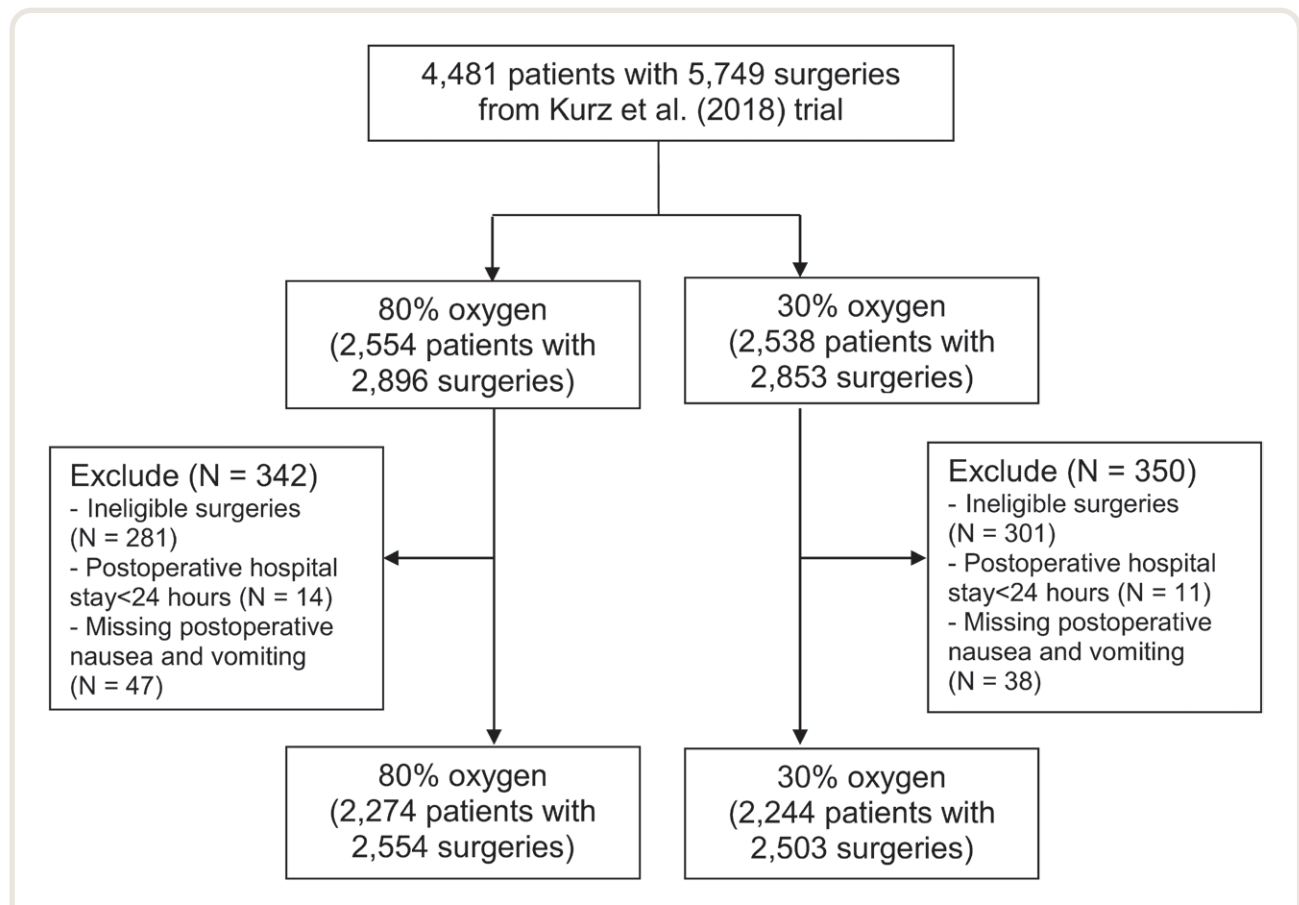 4,481 patients with 5,749 surgeries
from Kurz et al. (2018) trial
80% oxygen
(2,554 patients with
2,896 surgeries)
30% oxygen
(2,538 patients with
2,853 surgeries)
Exclude (N = 342)
- Ineligible surgeries
(N = 281)
- Postoperative hospital
stay<24 hours (N = 14)
- Missing postoperative
nausea and vomiting
(N = 47)
Exclude (N = 350)
- Ineligible surgeries
(N = 301)
- Postoperative hospital
stay<24 hours (N = 11)
- Missing postoperative
nausea and vomiting
(N = 38)
80% oxygen
(2,274 patients with
2,554 surgeries)
30% oxygen
(2,244 patients with
2,503 surgeries)